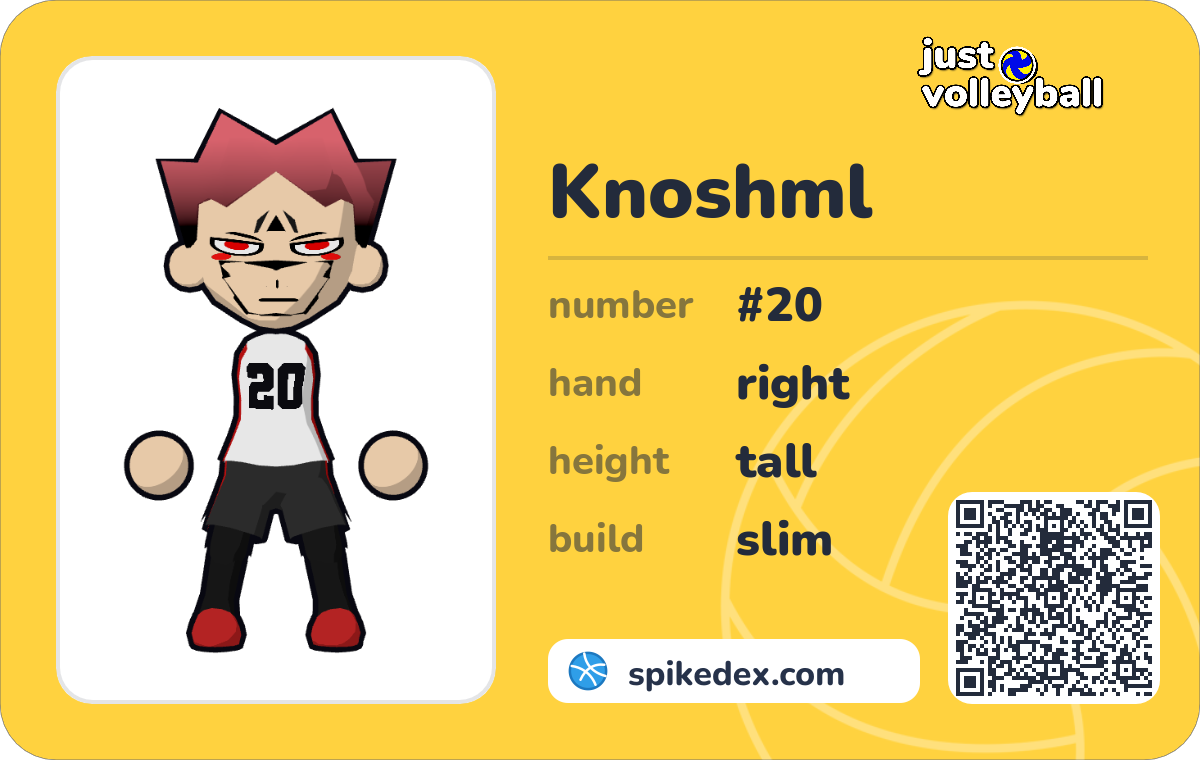 just
volleyball
Knoshml
number #20
hand right
height tall
build slim
20
spikedex.com